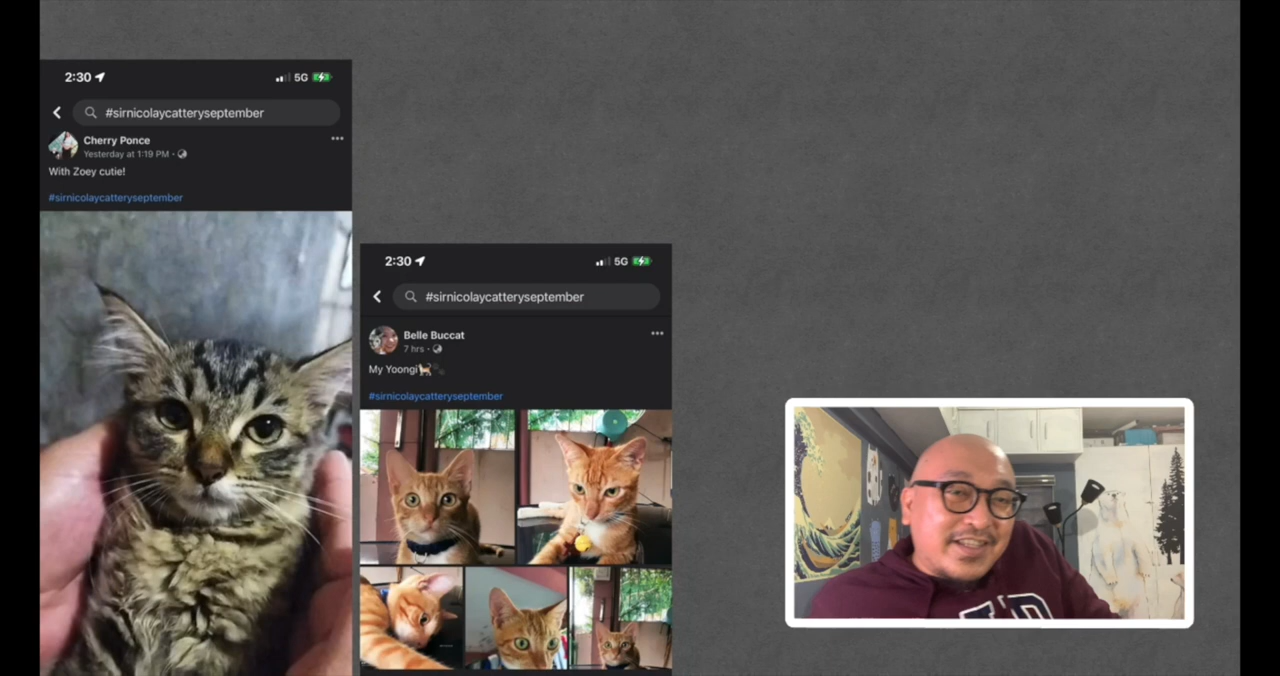 2:30
5G
#sirnicolaycatteryseptember
Cherry Ponce
Yesterday at 1:19 PM ·
With Zoey cutie!
#sirnicolaycatteryseptember
2:30
5G
#sirnicolaycatteryseptember
Belle Buccat
7 hrs ·
My Yoongi🐈🐾
#sirnicolaycatteryseptember